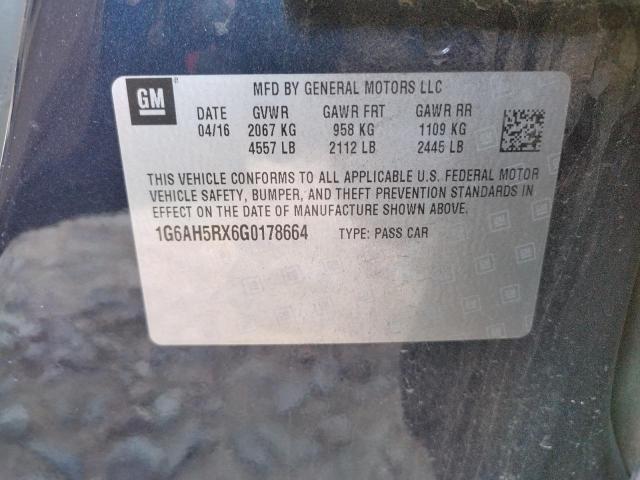 GM
MFD BY GENERAL MOTORS LLC
DATE GVWR GAWR FRT GAWR RR
04/16 2067 KG 958 KG 1109 KG
4557 LB 2112 LB 2445 LB
THIS VEHICLE CONFORMS TO ALL APPLICABLE U.S. FEDERAL MOTOR
VEHICLE SAFETY, BUMPER, AND THEFT PREVENTION STANDARDS IN
EFFECT ON THE DATE OF MANUFACTURE SHOWN ABOVE.
1G6AH5RX6G0178664 TYPE: PASS CAR